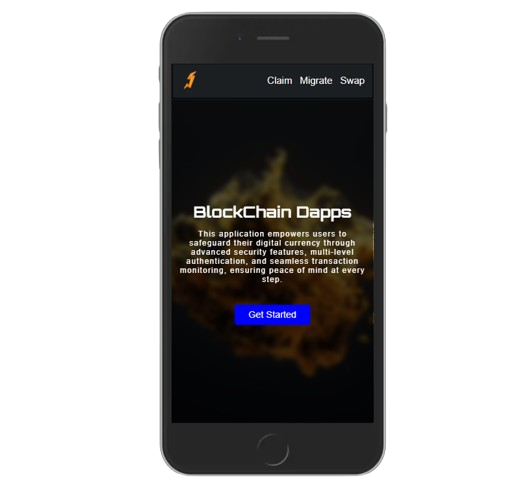 Claim Migrate Swap
BlockChain Dapps
This application empowers users to
safeguard their digital currency through
advanced security features, multi-level
authentication, and seamless transaction
monitoring, ensuring peace of mind at every
step.
Get Started